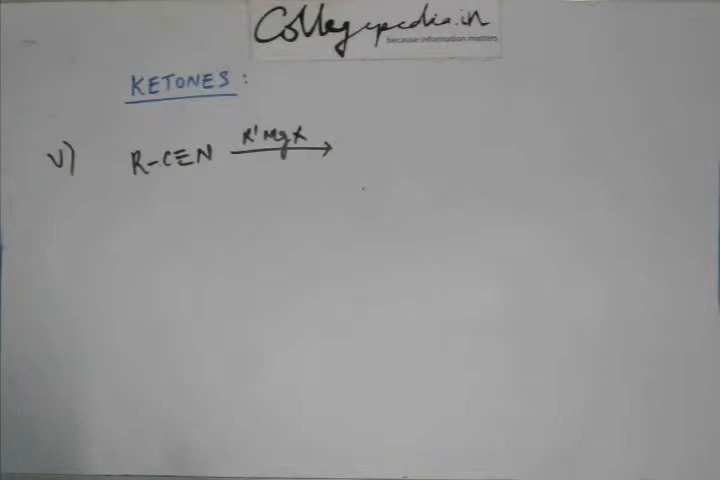 Collegepedia.in
because information matters
KETONES :
V) R-C≡N R'MgX